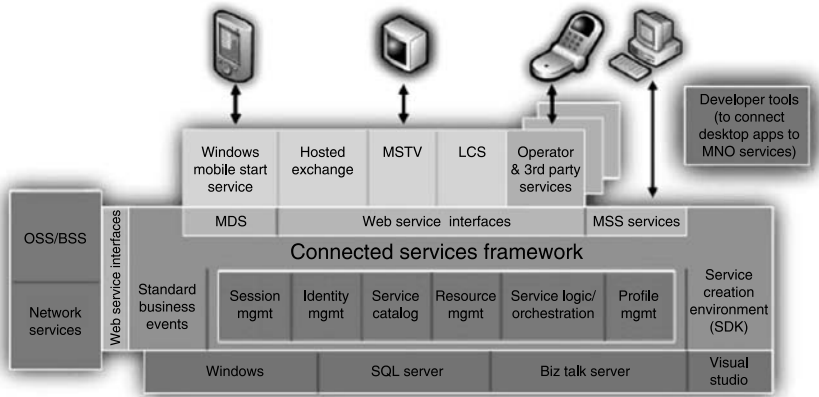 Developer tools
(to connect
desktop apps to
MNO services)
Windows
mobile start
service
Hosted
exchange
MSTV
LCS
Operator
& 3rd party
services
MDS
Web service interfaces
MSS services
OSS/BSS
Network
services
Web service interfaces
Connected services framework
Standard
business
events
Session
mgmt
Identity
mgmt
Service
catalog
Resource
mgmt
Service logic/
orchestration
Profile
mgmt
Service
creation
environment
(SDK)
Windows
SQL server
Biz talk server
Visual
studio